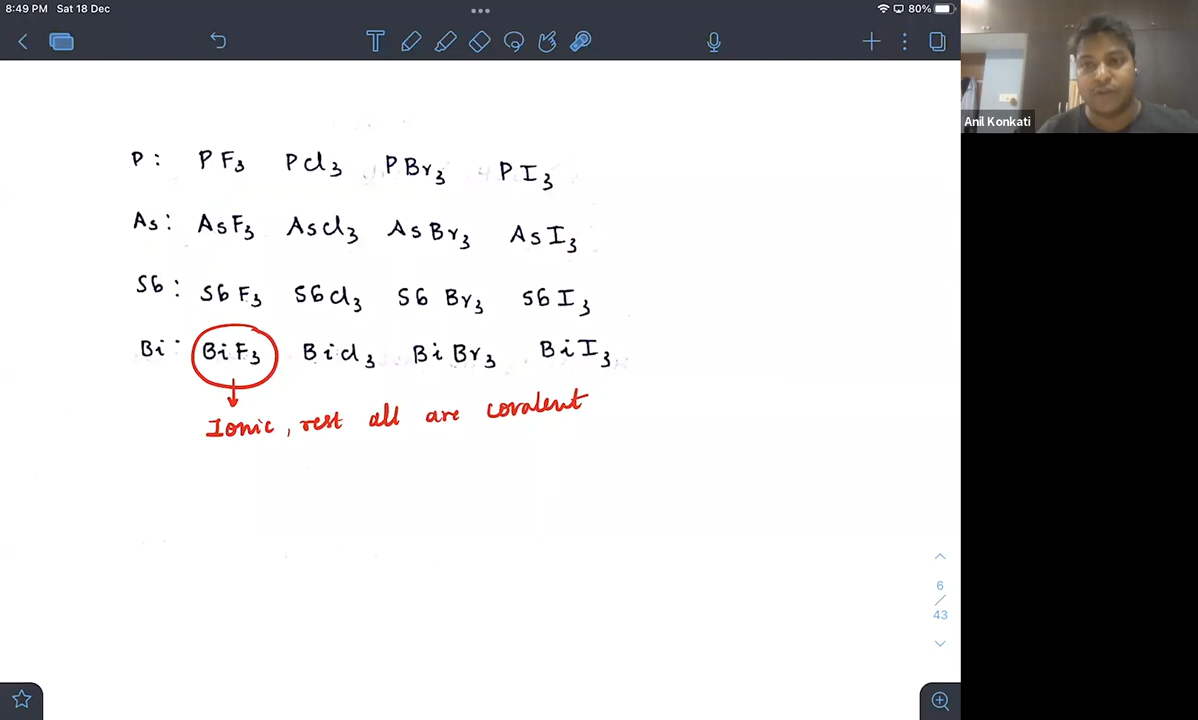 8:49 PM Sat 18 Dec
80%
Anil Konkati
P : PF3 PCl3 PBr3 PI3
As : AsF3 AsCl3 AsBr3 AsI3
Sb : SbF3 SbCl3 SbBr3 SbI3
Bi : BiF3 BiCl3 BiBr3 BiI3
Ionic, rest all are covalent
6
/
43